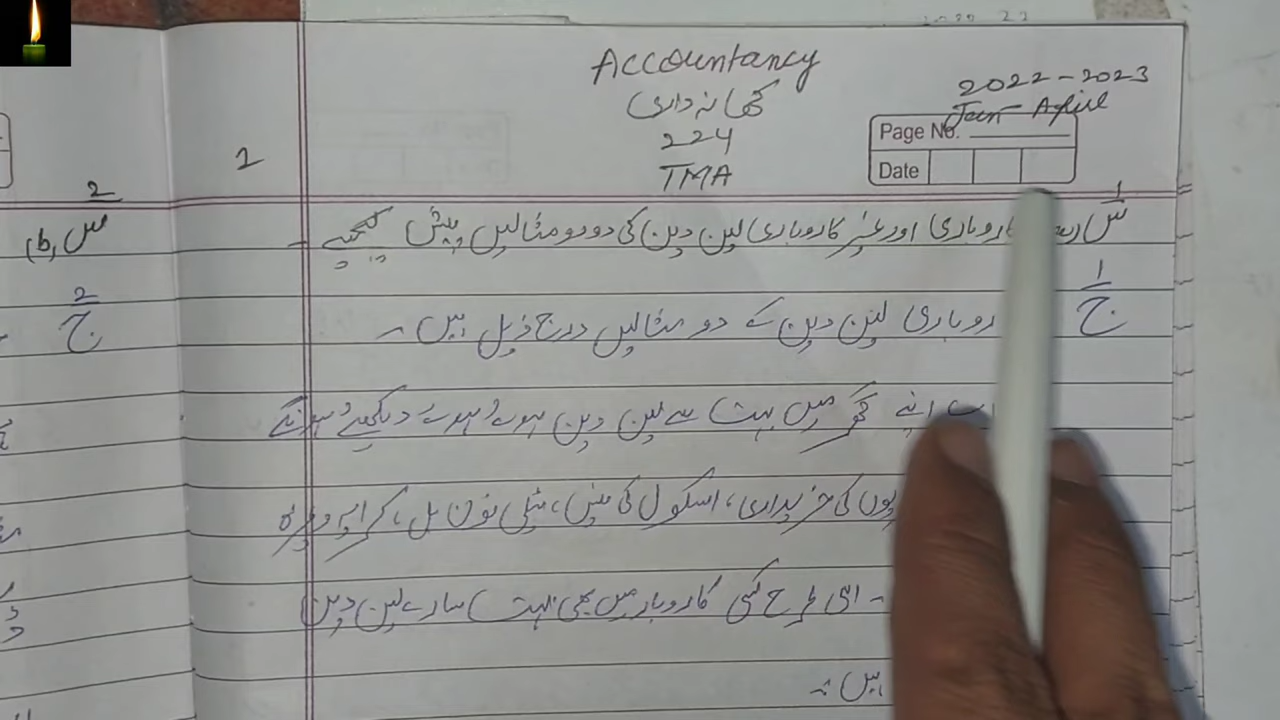 Accountancy
2022-2023
کھاتہ داری
Page No.
224
Date
TMA
2
س کاروباری اور غیر کاروباری لین دین کی دو دو مثالیں پیش کیجیے
1
ج
روباری لین دین کے دو مثالیں درج ذیل ہیں ۔
اپنے گھر میں بہت سے لین دین ہوئے ہوئے دیکھے ہونگے
کی خریداری، اسکول کی فیس، ٹیلی فون بل، کرایہ وغیرہ
۔ اسی طرح کسی کاروبار میں بھی بہت سارے لین دین
ہیں ۔
2
س (b)
2
ج